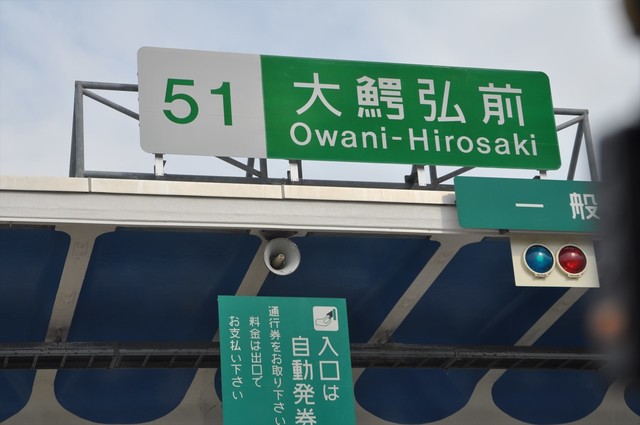 51
大鰐弘前
Owani-Hirosaki
一般
入口は
自動発券
通行券をお取り下さい
料金は出口で
お支払い下さい